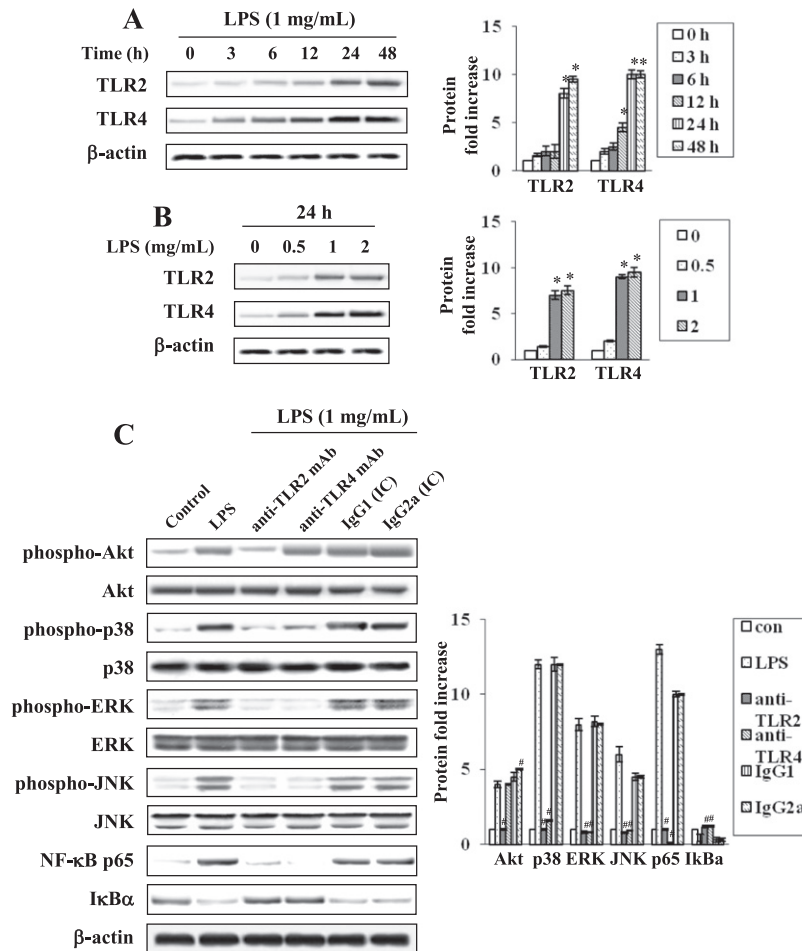 A
LPS (1 mg/mL)
Time (h) 0 3 6 12 24 48
TLR2
TLR4
β-actin
Protein fold increase
15
10
5
0
* * * **
TLR2 TLR4
0 h
3 h
6 h
12 h
24 h
48 h
B
24 h
LPS (mg/mL) 0 0.5 1 2
TLR2
TLR4
β-actin
Protein fold increase
15
10
5
0
* * * *
TLR2 TLR4
0
0.5
1
2
C
LPS (1 mg/mL)
Control LPS anti-TLR2 mAb anti-TLR4 mAb IgG1 (IC) IgG2a (IC)
phospho-Akt
Akt
phospho-p38
p38
phospho-ERK
ERK
phospho-JNK
JNK
NF-κB p65
IκBα
β-actin
Protein fold increase
15
10
5
0
# # # # ## ## # # ##
Akt p38 ERK JNK p65 IkBa
con
LPS
anti-
TLR2
anti-
TLR4
IgG1
IgG2a